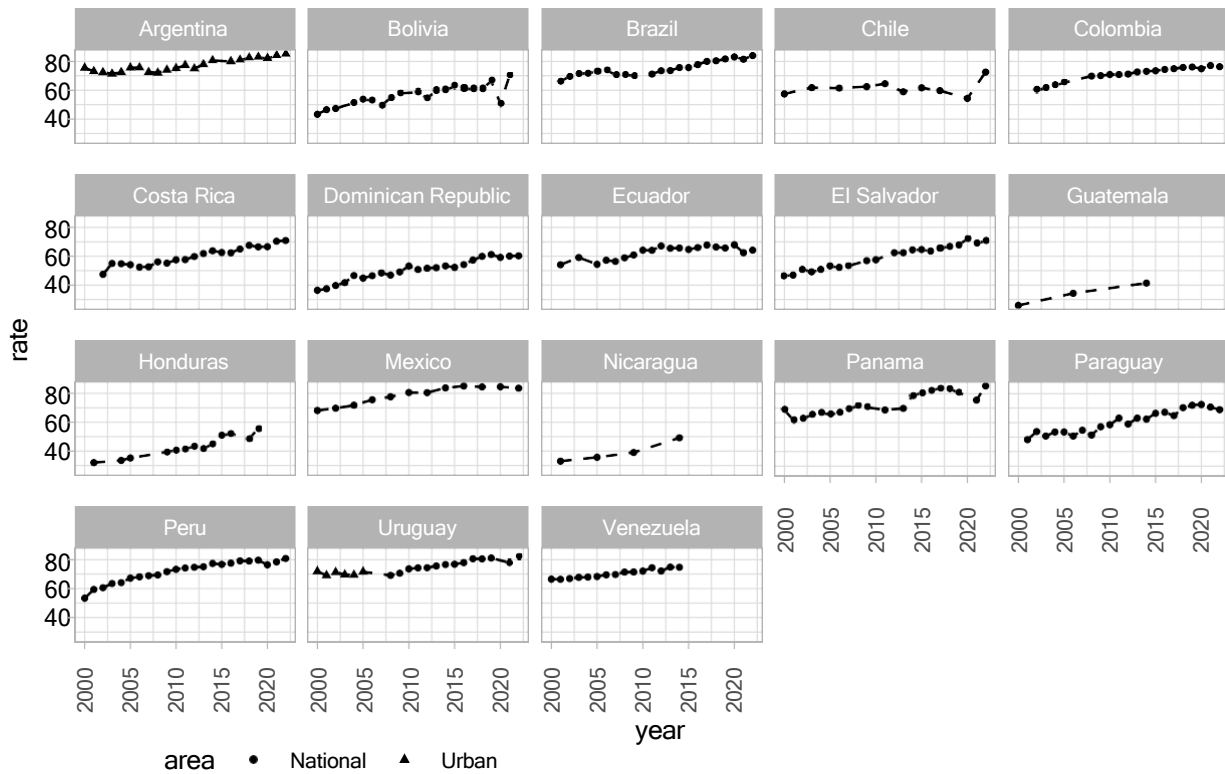 Argentina Bolivia Brazil Chile Colombia
80
60
40
Costa Rica Dominican Republic Ecuador El Salvador Guatemala
80
60
40
rate
Honduras Mexico Nicaragua Panama Paraguay
80
60
40
Peru Uruguay Venezuela
80
60
40
2000 2005 2010 2015 2020 2000 2005 2010 2015 2020
2000 2005 2010 2015 2020 2000 2005 2010 2015 2020 2000 2005 2010 2015 2020
year
area National Urban